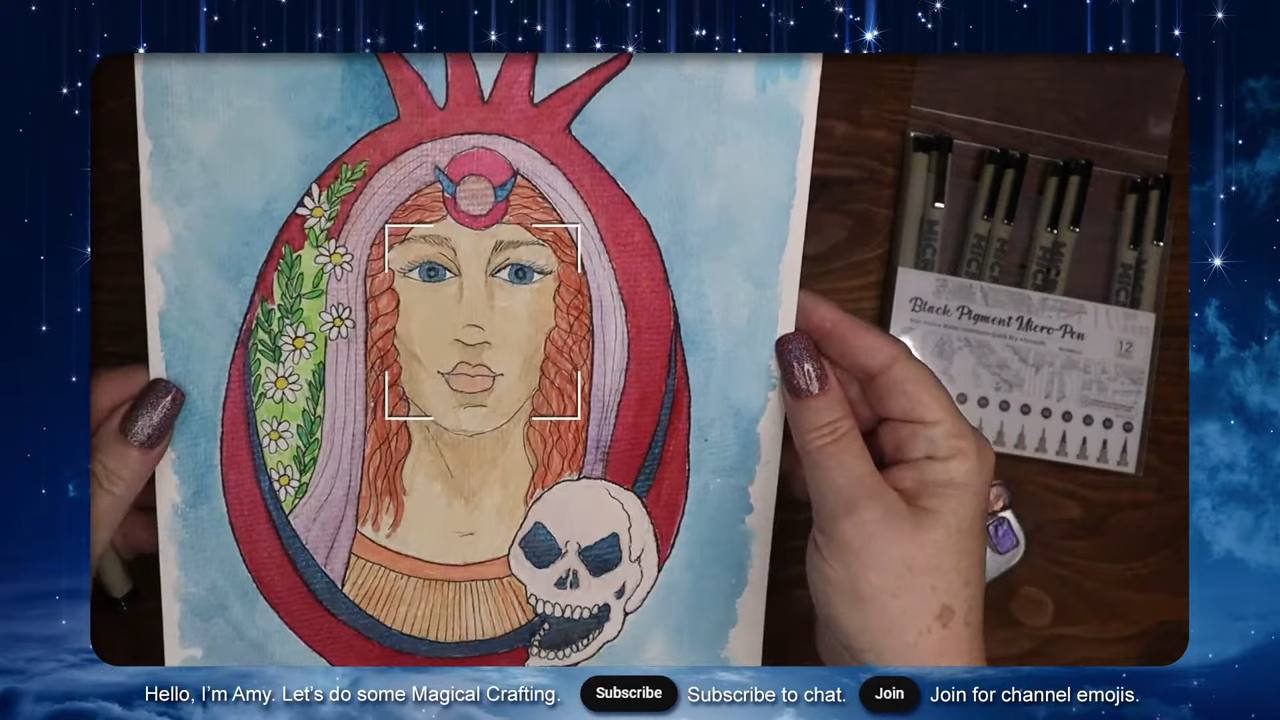 MICRO
Black Pigment Micro-Pen
12
Hello, I'm Amy. Let's do some Magical Crafting.
Subscribe
Subscribe to chat.
Join
Join for channel emojis.